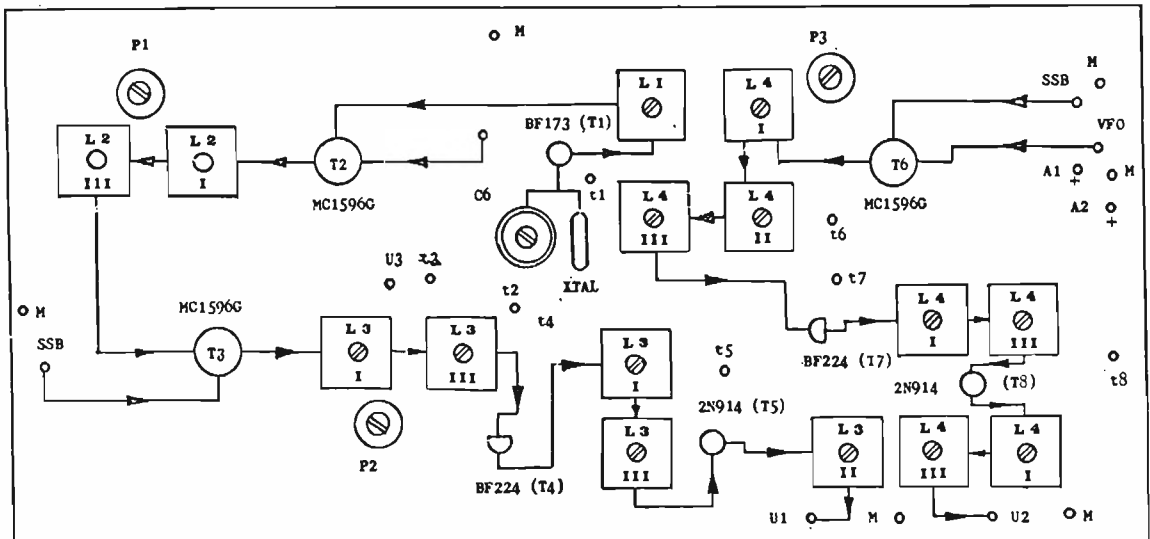 M
P1
P3
M
SSB
L 1
L 4
I
BF173 (T1)
VFO
L 2
III
L 2
I
T2
T6
A1
+
M
MC1596G
C6
t1
L 4
III
L 4
II
MC1596G
A2
+
t6
XTAL
U3
t3
t7
MC1596G
t2
t4
L 4
I
L 4
III
M
SSB
T3
L 3
I
L 3
III
L 3
I
t5
BF224 (T7)
2N914
(T8)
t8
P2
2N914 (T5)
L 3
III
L 3
II
L 4
III
L 4
I
BF224 (T4)
U1
M
U2
M